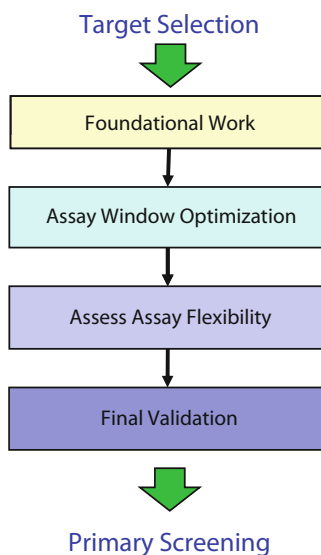 Target Selection
Foundational Work
Assay Window Optimization
Assess Assay Flexibility
Final Validation
Primary Screening